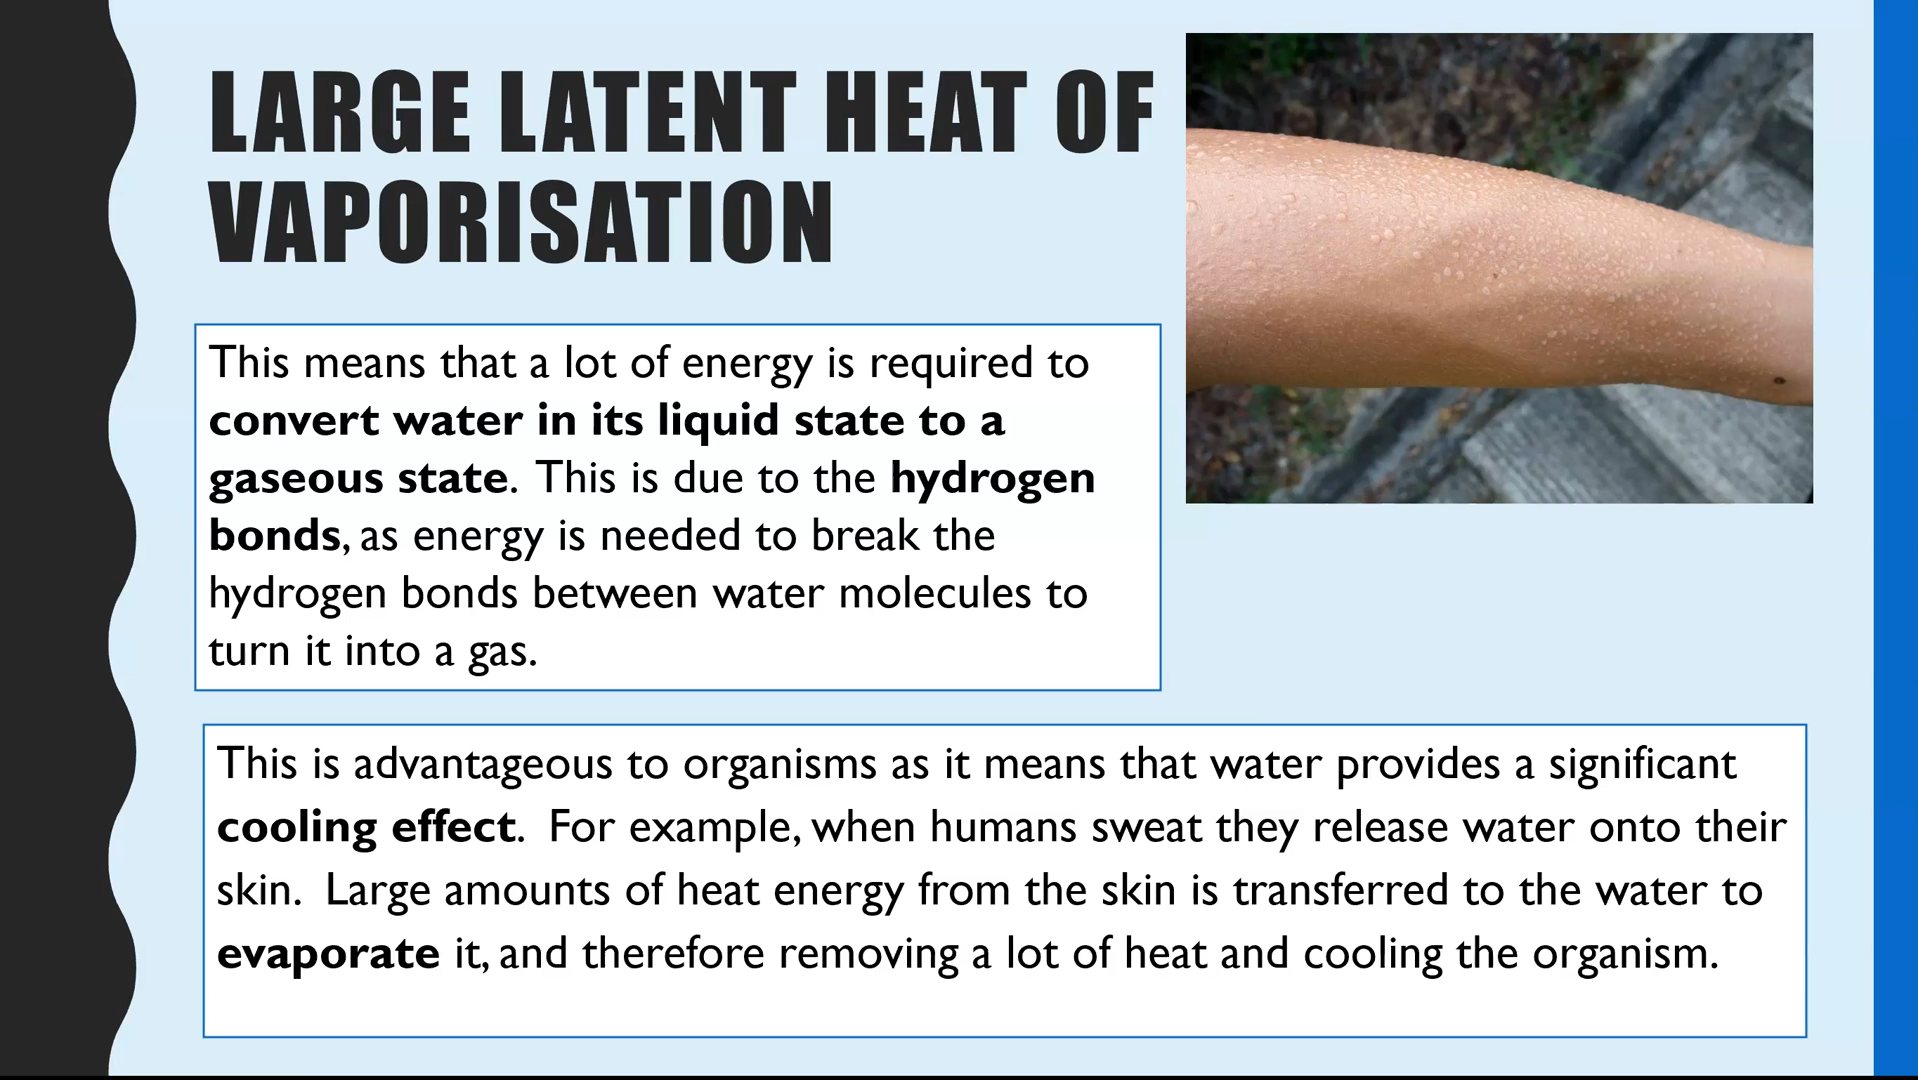 LARGE LATENT HEAT OF
VAPORISATION
This means that a lot of energy is required to
convert water in its liquid state to a
gaseous state. This is due to the hydrogen
bonds, as energy is needed to break the
hydrogen bonds between water molecules to
turn it into a gas.
This is advantageous to organisms as it means that water provides a significant
cooling effect. For example, when humans sweat they release water onto their
skin. Large amounts of heat energy from the skin is transferred to the water to
evaporate it, and therefore removing a lot of heat and cooling the organism.